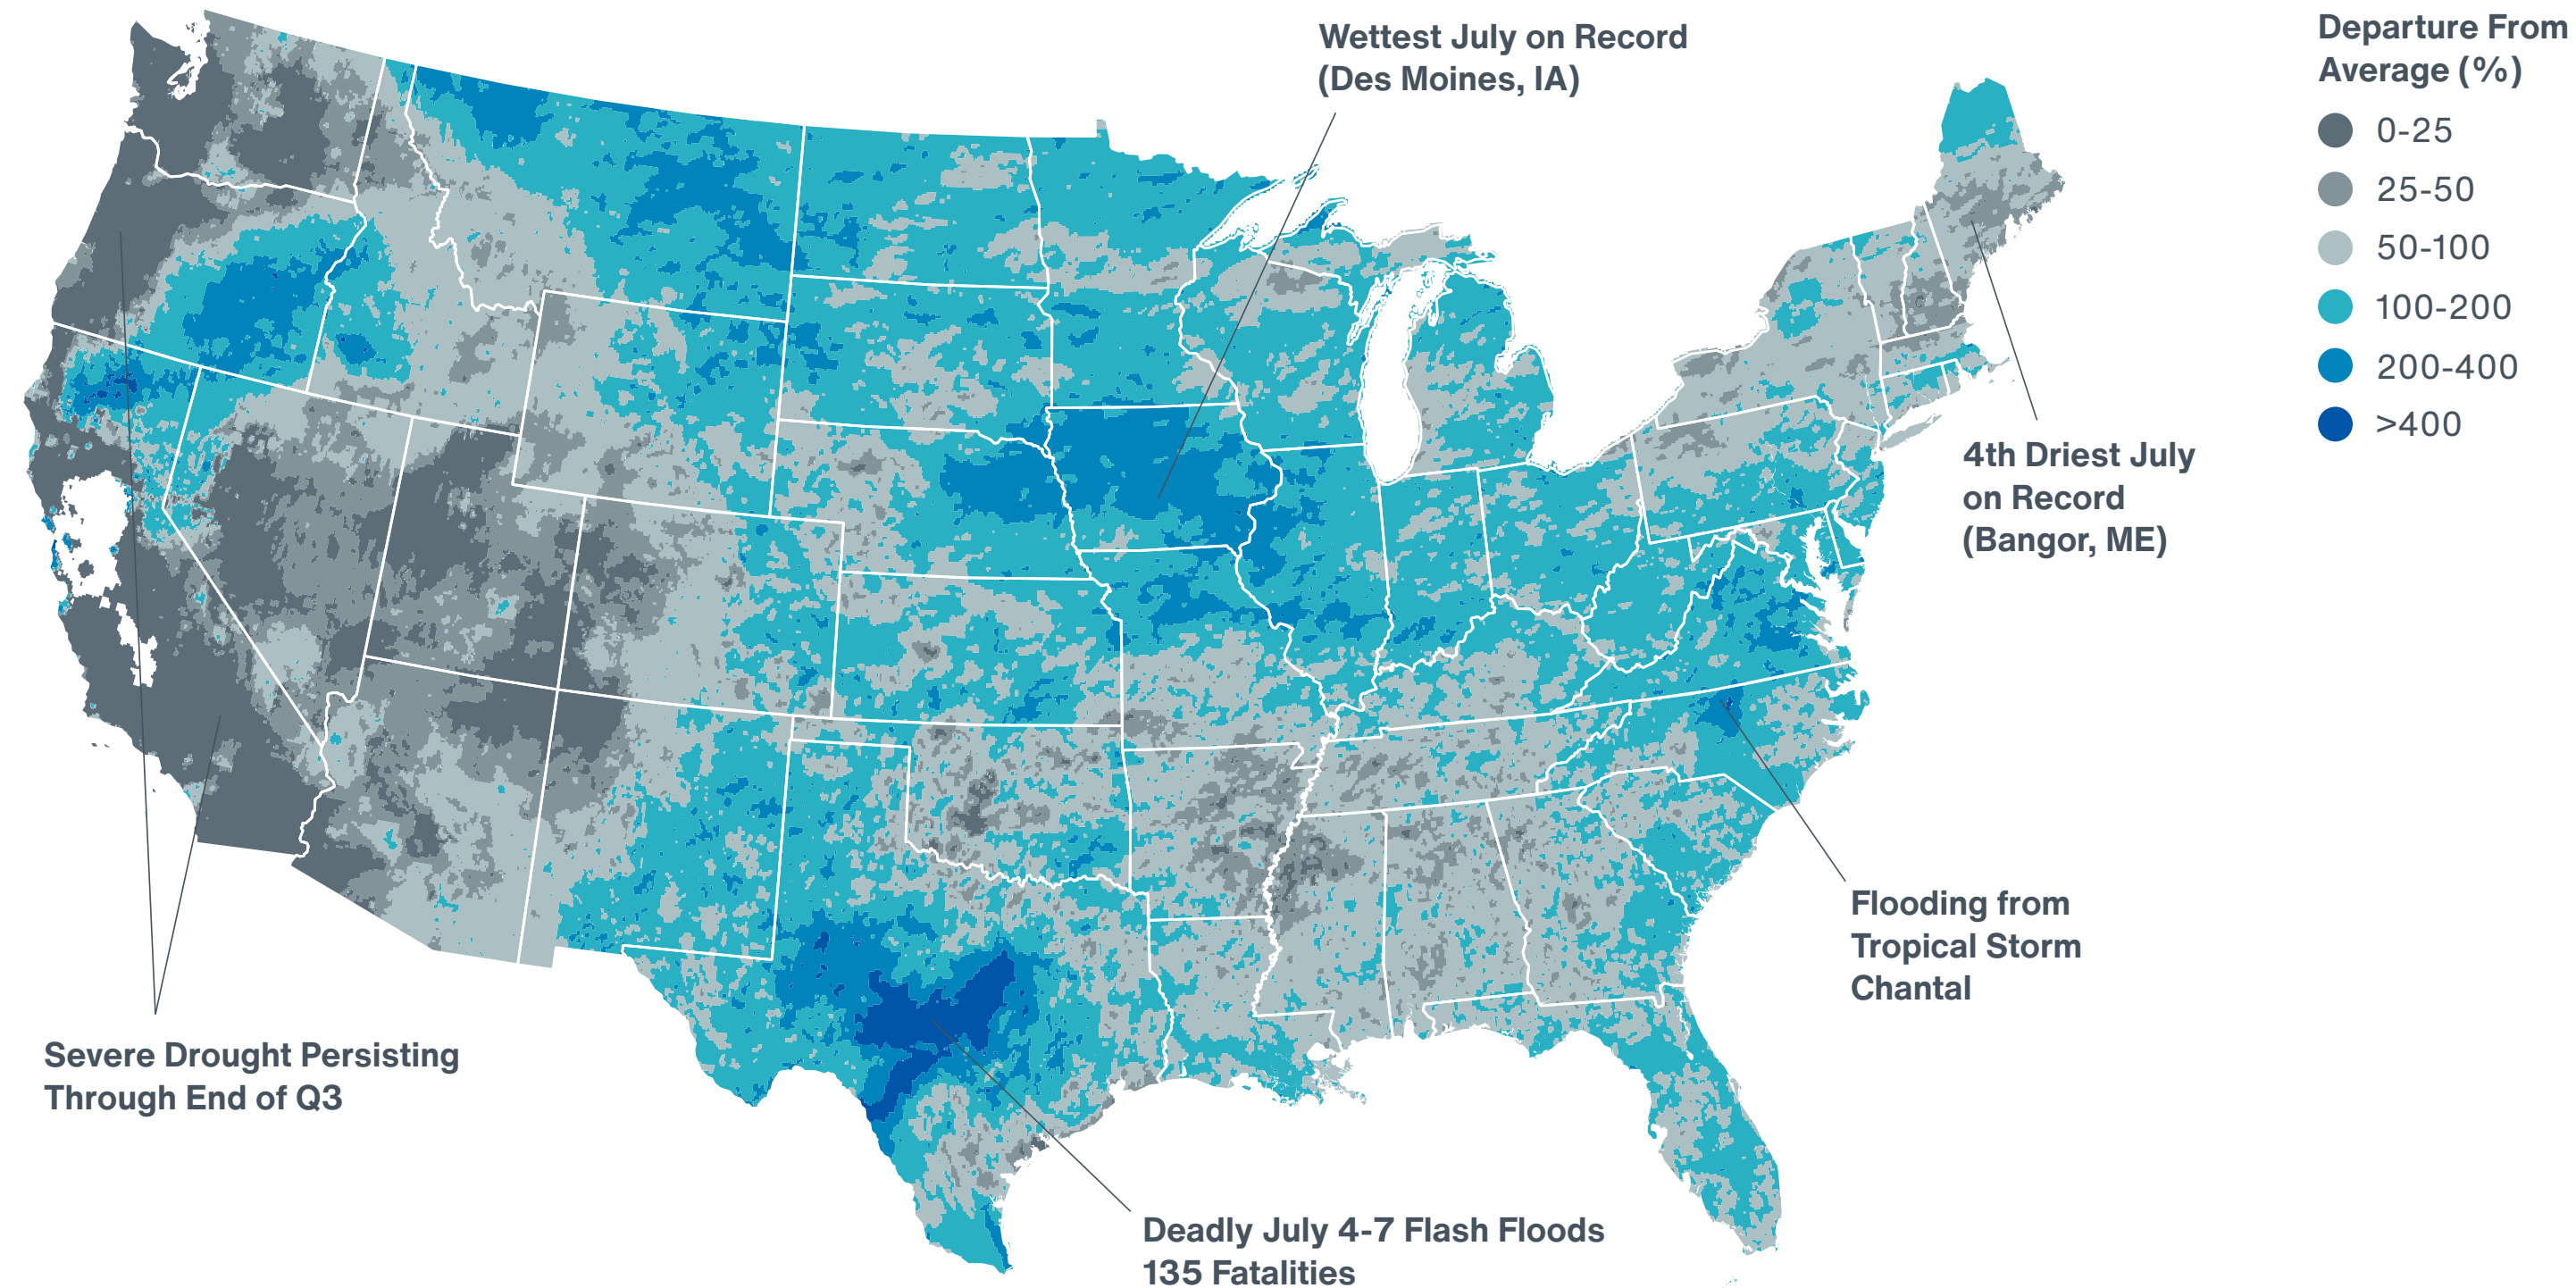 Wettest July on Record
(Des Moines, IA)
Departure From
Average (%)
0-25
25-50
50-100
100-200
200-400
>400
4th Driest July
on Record
(Bangor, ME)
Flooding from
Tropical Storm
Chantal
Severe Drought Persisting
Through End of Q3
Deadly July 4-7 Flash Floods
135 Fatalities